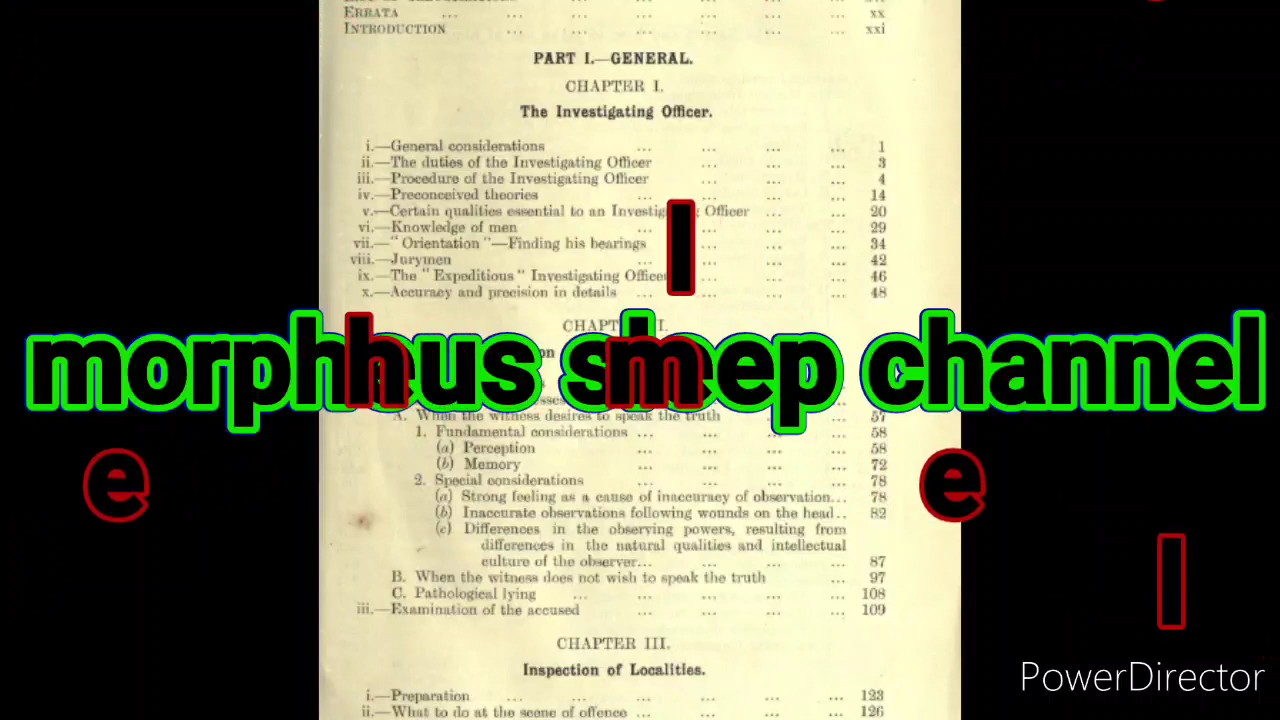 ERRATA ... ... ... ... ... ... xx
INTRODUCTION ... ... ... ... ... xxi
PART I.—GENERAL.
CHAPTER I.
The Investigating Officer.
i.—General considerations ... ... ... ... 1
ii.—The duties of the Investigating Officer ... ... ... 3
iii.—Procedure of the Investigating Officer ... ... ... 4
iv.—Preconceived theories ... ... ... ... 14
v.—Certain qualities essential to an Officer ... ... 20
vi.—Knowledge of men ... ... ... ... 29
vii.—"Orientation"—Finding his bearings ... ... ... 34
viii.—Jurymen ... ... ... ... 42
ix.—The "Expeditious" Investigating Officer ... ... ... 46
x.—Accuracy and precision in details ... ... ... ... 48
l
morpheus sleep channel
h m
A. When the witness desires to speak the truth ... ... 57
1. Fundamental considerations ... ... ... ... 58
(a) Perception ... ... ... ... 58
(b) Memory ... ... ... ... 72
2. Special considerations ... ... ... ... 78
(a) Strong feeling as a cause of inaccuracy of observation... 78
(b) Inaccurate observations following wounds on the head.. 82
(c) Differences in the observing powers, resulting from
differences in the natural qualities and intellectual
culture of the observer... ... ... ... 87
B. When the witness does not wish to speak the truth ... 97
C. Pathological lying ... ... ... ... ... 108
iii.—Examination of the accused ... ... ... ... 109
e e
l
CHAPTER III.
Inspection of Localities.
i.—Preparation ... ... ... ... ... ... 123
ii.—What to do at the scene of offence ... ... ... ... 126
PowerDirector